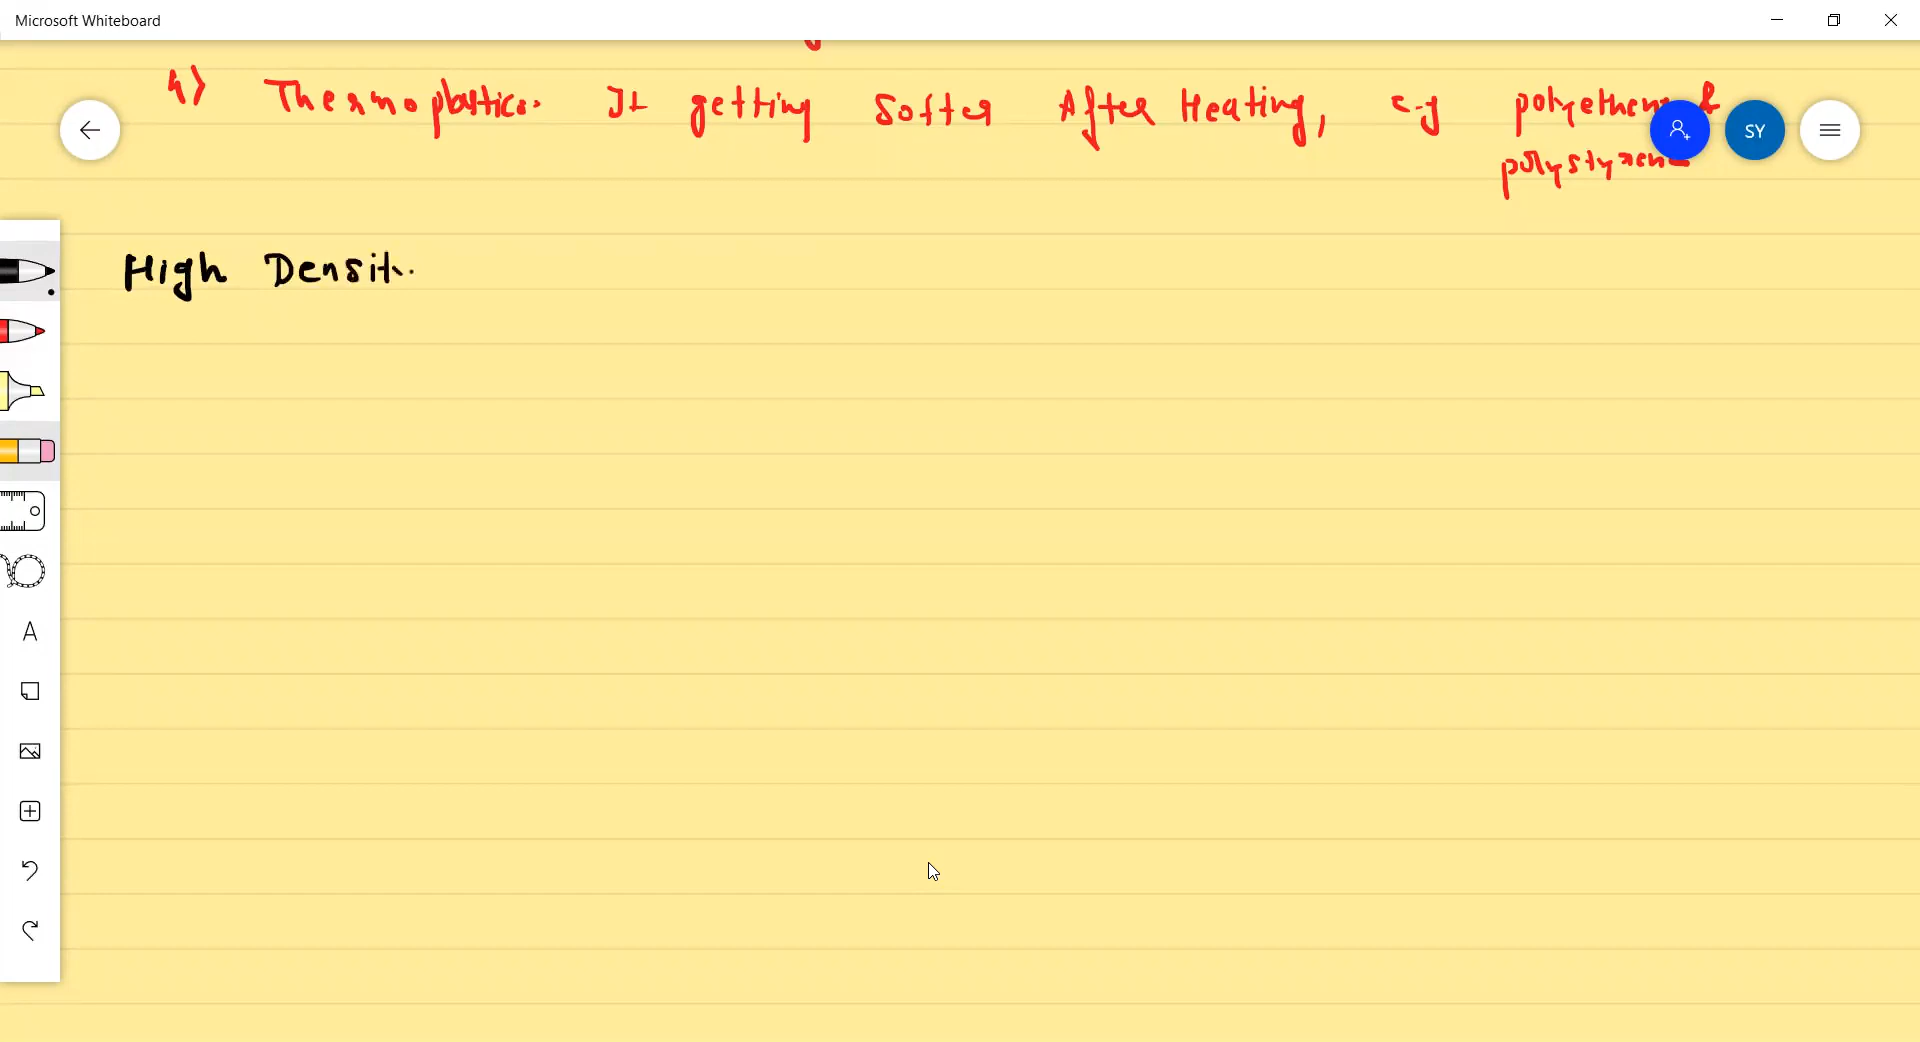 Microsoft Whiteboard
4) Thermoplastics. It getting Softer After Heating, e.g polyethene &
SY
polystyrene
High Densit
A